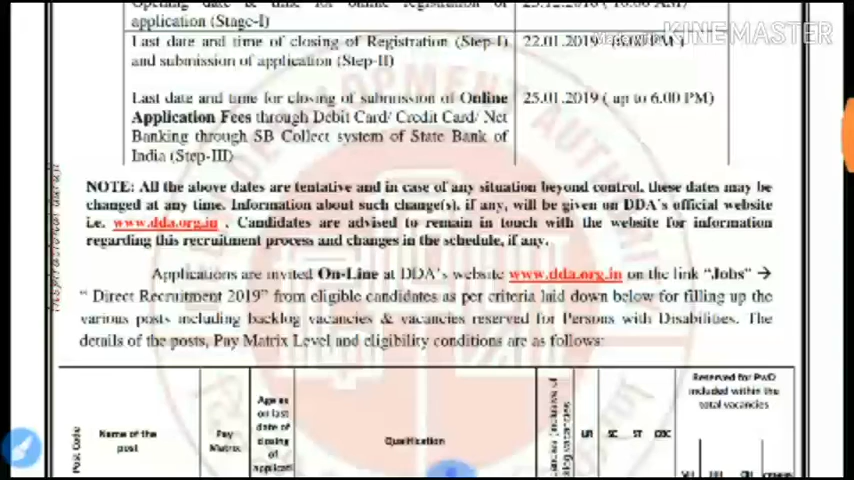 Opening date & time for online registration of
application (Stage-I)
Last date and time of closing of Registration (Step-I) 22.01.2019
and submission of application (Step-II)
KINEMASTER
Last date and time for closing of submission of Online 25.01.2019 ( up to 6.00 PM)
Application Fees through Debit Card/ Credit Card/ Net
Banking through SB Collect system of State Bank of
India (Step-III)
NOTE: All the above dates are tentative and in case of any situation beyond control, these dates may be
changed at any time. Information about such change(s), if any, will be given on DDA's official website
i.e. www.dda.org.in . Candidates are advised to remain in touch with the website for information
regarding this recruitment process and changes in the schedule, if any.
Applications are invited On-Line at DDA's website www.dda.org.in on the link "Jobs" →
" Direct Recruitment 2019" from eligible candidates as per criteria laid down below for filling up the
various posts including backlog vacancies & vacancies reserved for Persons with Disabilities. The
details of the posts, Pay Matrix Level and eligibility conditions are as follows:
Post Code
Name of the
post
Pay
Matrix
Age as
on last
date of
closing
of
Qualification
UR SC ST OBC
Reserved for PwD
included within the
total vacancies